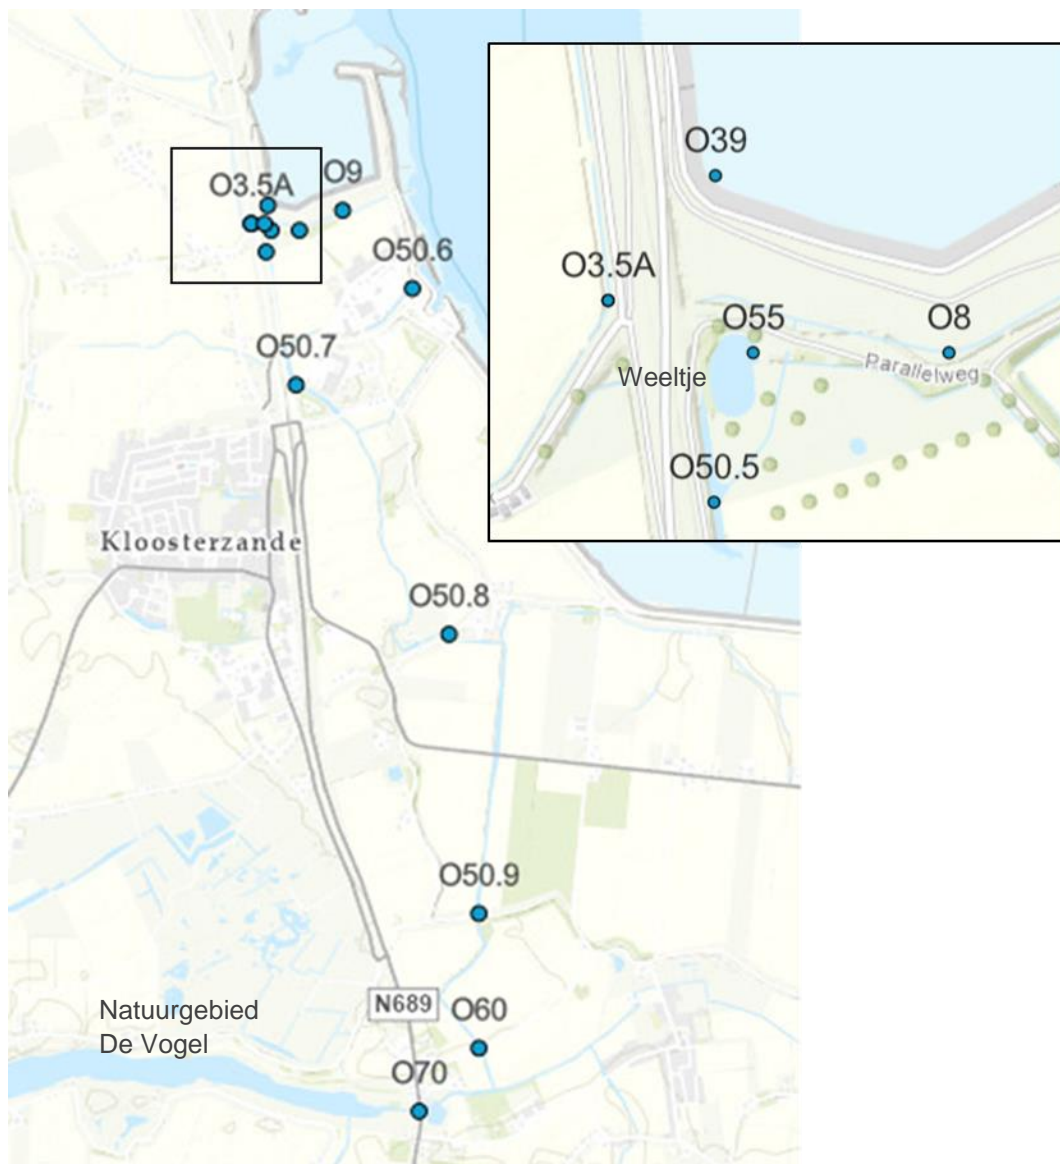 O3.5A
O9
O50.6
O50.7
Kloosterzande
O50.8
O50.9
N689
O60
Natuurgebied
De Vogel
O70
O39
O3.5A
O55
O8
Weeltje
Parallelweg
O50.5